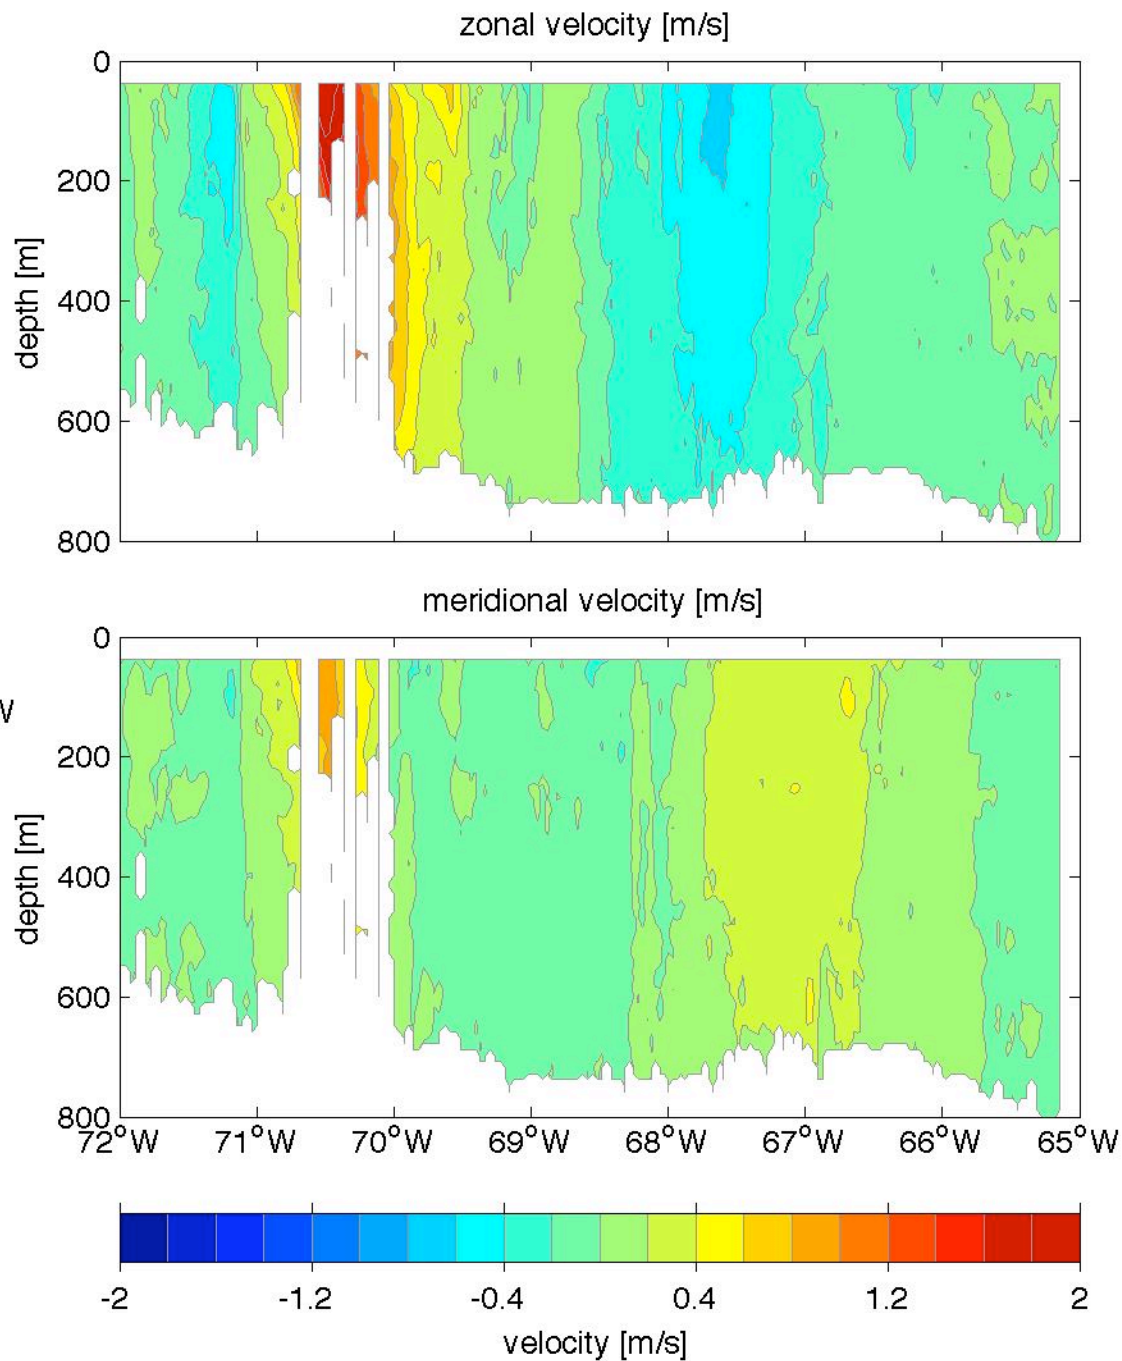 zonal velocity [m/s]
0
200
400
600
800
depth [m]
meridional velocity [m/s]
W
0
200
400
600
800
depth [m]
72°W 71°W 70°W 69°W 68°W 67°W 66°W 65°W
-2 -1.2 -0.4 0.4 1.2 2
velocity [m/s]